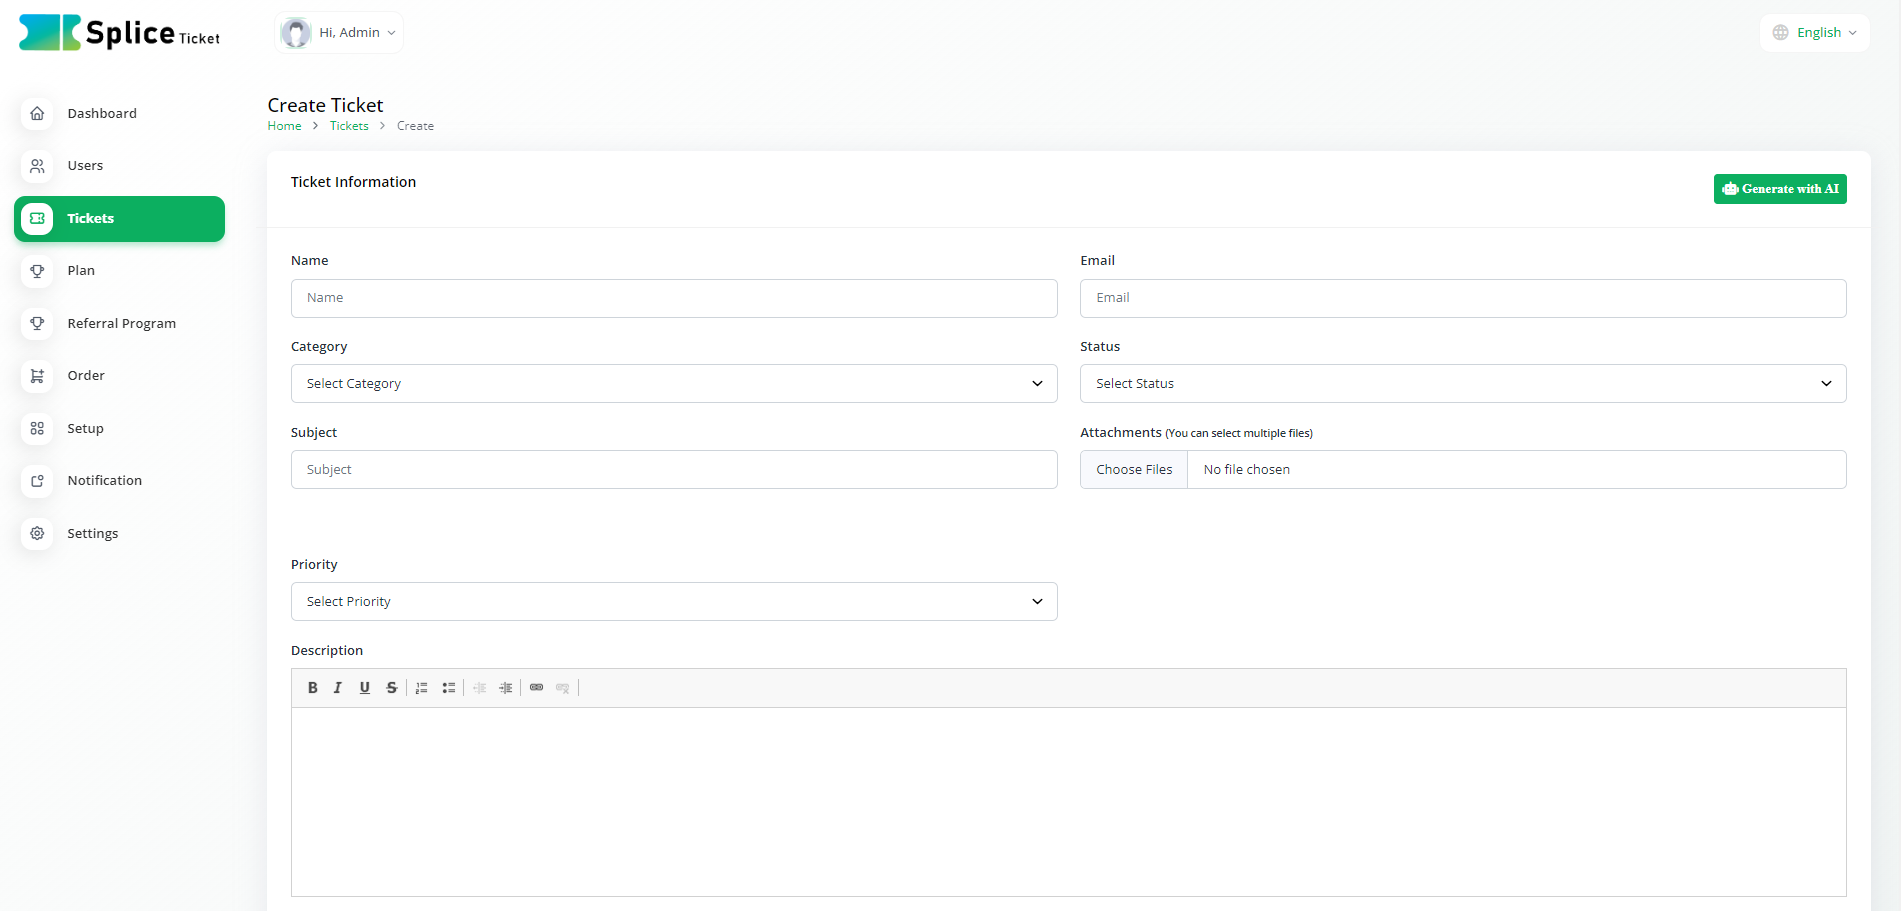 Splice Ticket
Hi, Admin
English
Dashboard
Users
Tickets
Plan
Referral Program
Order
Setup
Notification
Settings
Create Ticket
Home > Tickets > Create
Ticket Information
Generate with AI
Name
Email
Name
Email
Category
Status
Select Category
Select Status
Subject
Attachments (You can select multiple files)
Subject
Choose Files No file chosen
Priority
Select Priority
Description
B I U S